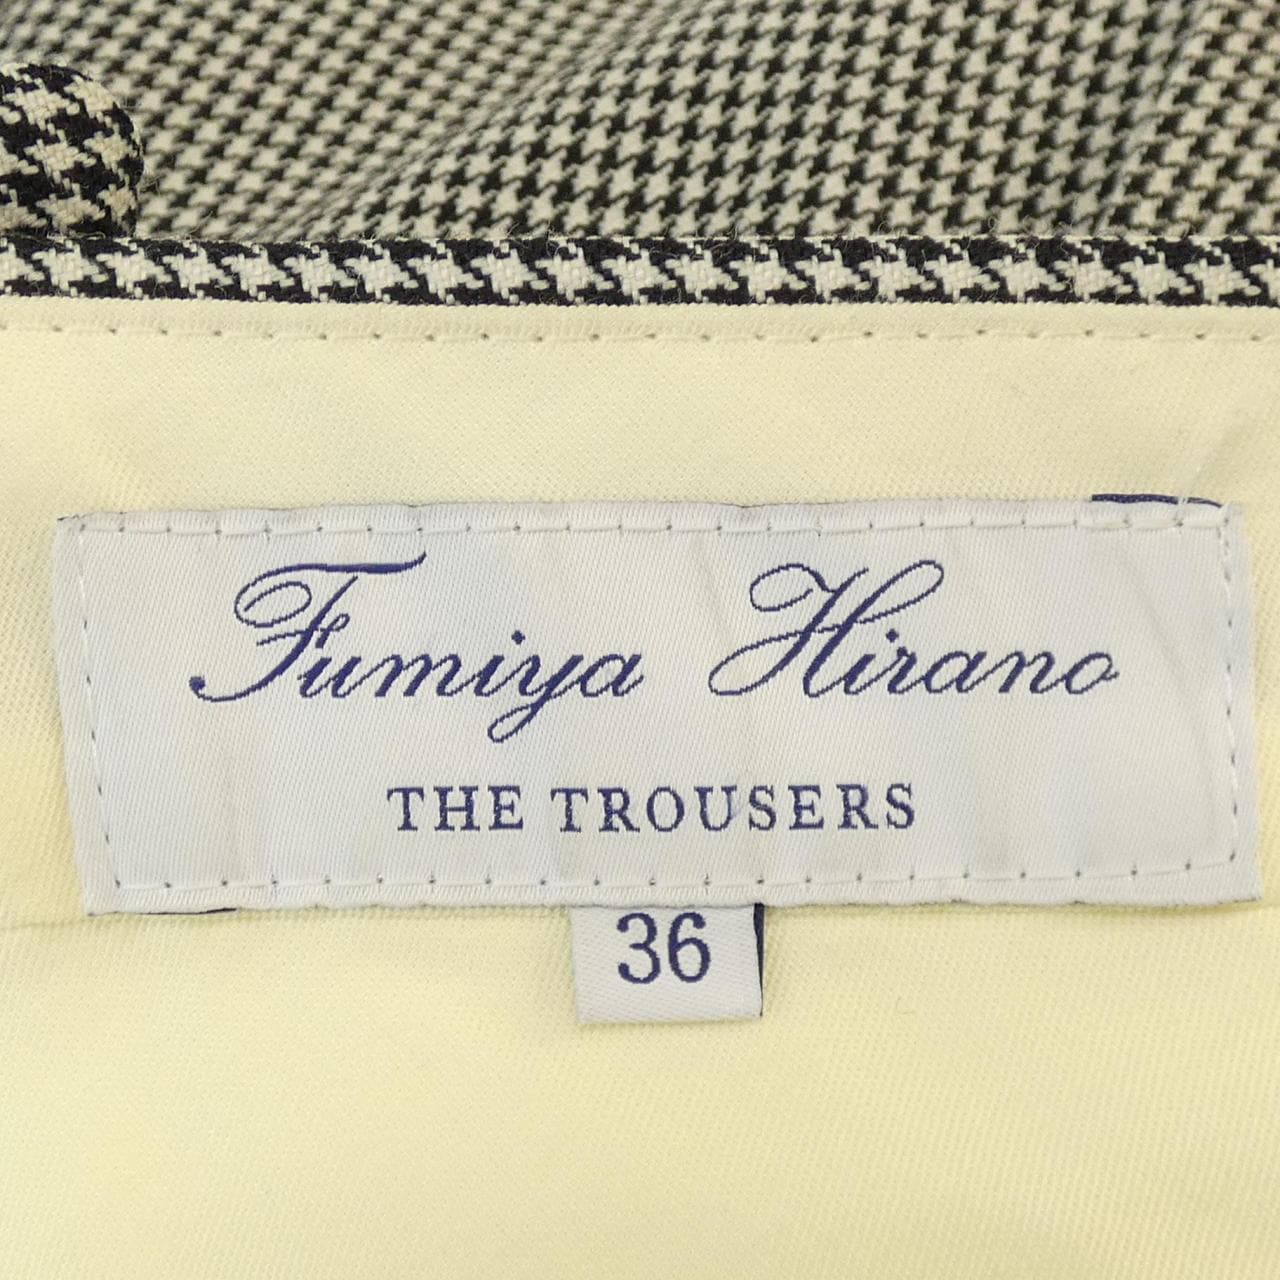 Fumiya Hirano
THE TROUSERS
36